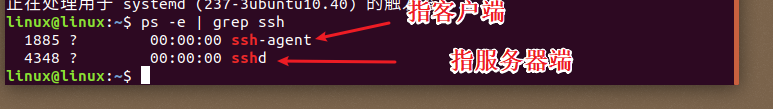 正在处理用于 systemd (237-3ubuntu10.40) 的触
指客户端
linux@linux:~$ ps -e | grep ssh
1885 ?        00:00:00 ssh-agent
4348 ?        00:00:00 sshd
指服务器端
linux@linux:~$